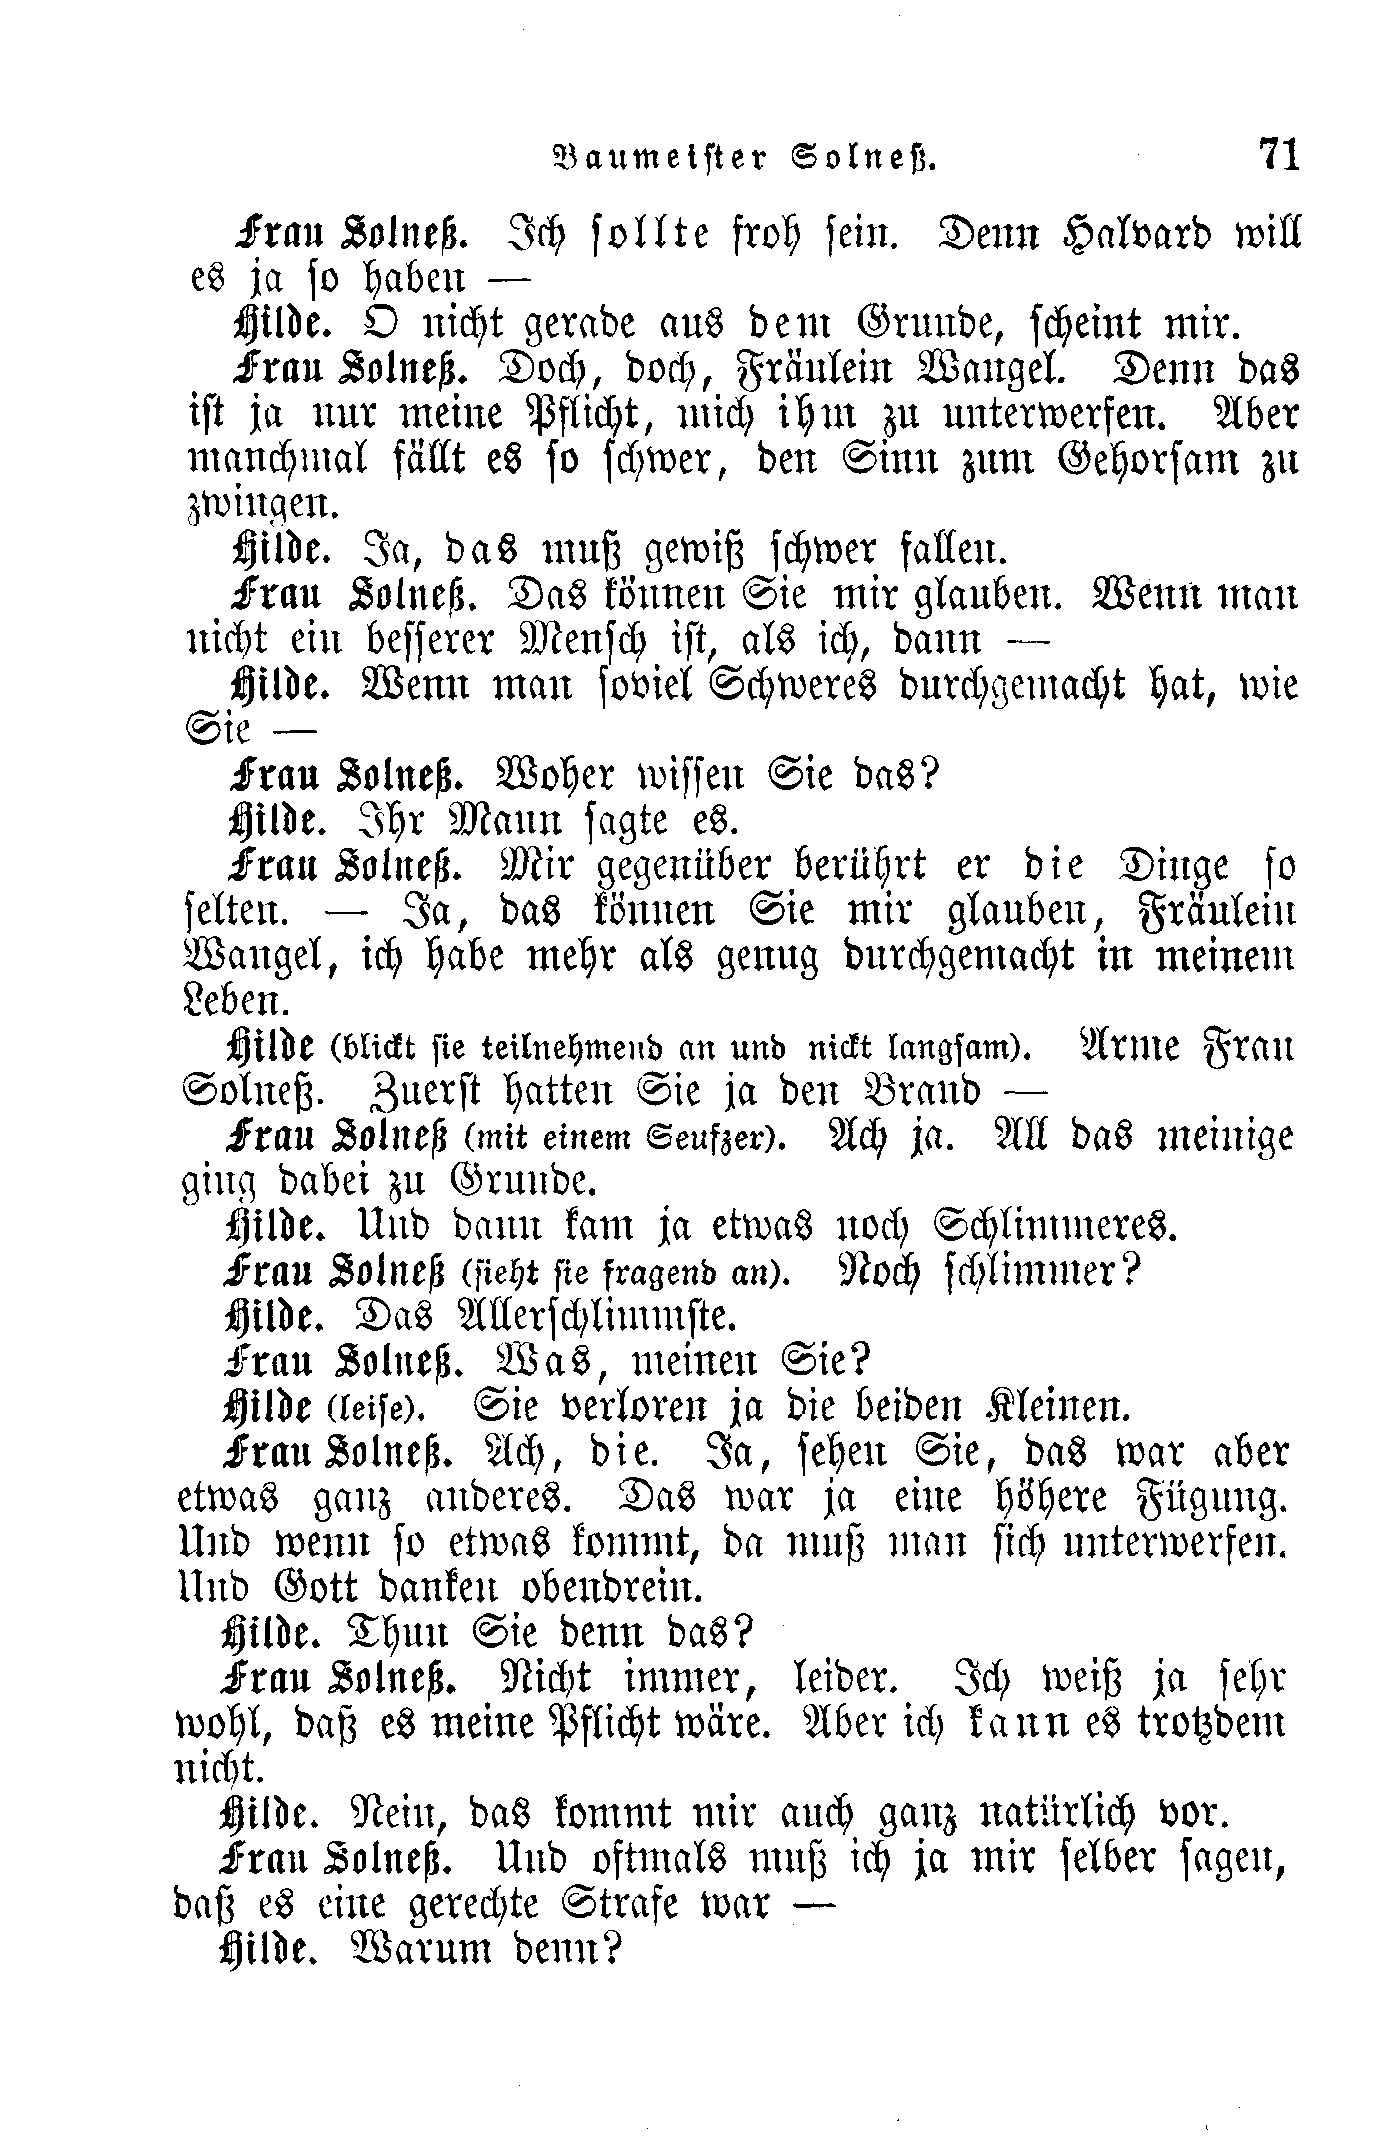 Baumeister Solneß. 71
Frau Solneß. Ich sollte froh sein. Denn Halvard will
es ja so haben —
Hilde. O nicht gerade aus dem Grunde, scheint mir.
Frau Solneß. Doch, doch, Fräulein Wangel. Denn das
ist ja nur meine Pflicht, mich ihm zu unterwerfen. Aber
manchmal fällt es so schwer, den Sinn zum Gehorsam zu
zwingen.
Hilde. Ja, das muß gewiß schwer fallen.
Frau Solneß. Das können Sie mir glauben. Wenn man
nicht ein besserer Mensch ist, als ich, dann —
Hilde. Wenn man soviel Schweres durchgemacht hat, wie
Sie —
Frau Solneß. Woher wissen Sie das?
Hilde. Ihr Mann sagte es.
Frau Solneß. Mir gegenüber berührt er die Dinge so
selten. — Ja, das können Sie mir glauben, Fräulein
Wangel, ich habe mehr als genug durchgemacht in meinem
Leben.
Hilde (blickt sie teilnehmend an und nickt langsam). Arme Frau
Solneß. Zuerst hatten Sie ja den Brand —
Frau Solneß (mit einem Seufzer). Ach ja. All das meinige
ging dabei zu Grunde.
Hilde. Und dann kam ja etwas noch Schlimmeres.
Frau Solneß (sieht sie fragend an). Noch schlimmer?
Hilde. Das Allerschlimmste.
Frau Solneß. Was, meinen Sie?
Hilde (leise). Sie verloren ja die beiden Kleinen.
Frau Solneß. Ach, die. Ja, sehen Sie, das war aber
etwas ganz anderes. Das war ja eine höhere Fügung.
Und wenn so etwas kommt, da muß man sich unterwerfen.
Und Gott danken obendrein.
Hilde. Thun Sie denn das?
Frau Solneß. Nicht immer, leider. Ich weiß ja sehr
wohl, daß es meine Pflicht wäre. Aber ich kann es trotzdem
nicht.
Hilde. Nein, das kommt mir auch ganz natürlich vor.
Frau Solneß. Und oftmals muß ich ja mir selber sagen,
daß es eine gerechte Strafe war —
Hilde. Warum denn?